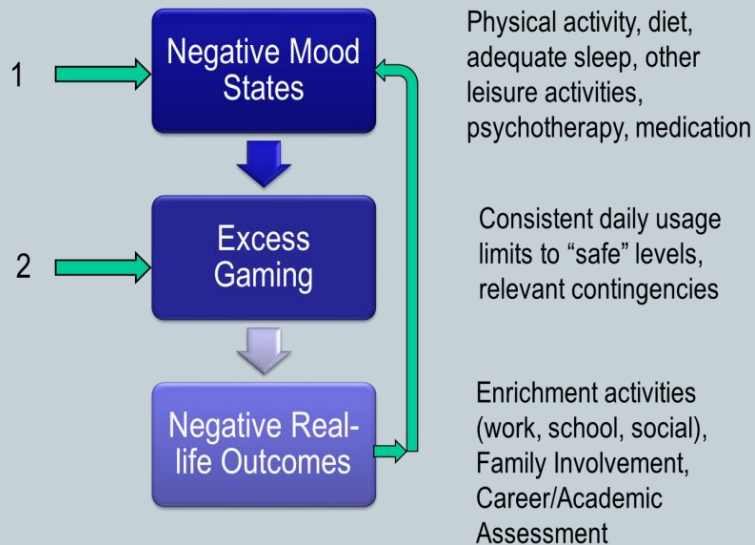 1
Negative Mood
States
Physical activity, diet,
adequate sleep, other
leisure activities,
psychotherapy, medication
2
Excess
Gaming
Consistent daily usage
limits to “safe” levels,
relevant contingencies
Negative Real-
life Outcomes
Enrichment activities
(work, school, social),
Family Involvement,
Career/Academic
Assessment